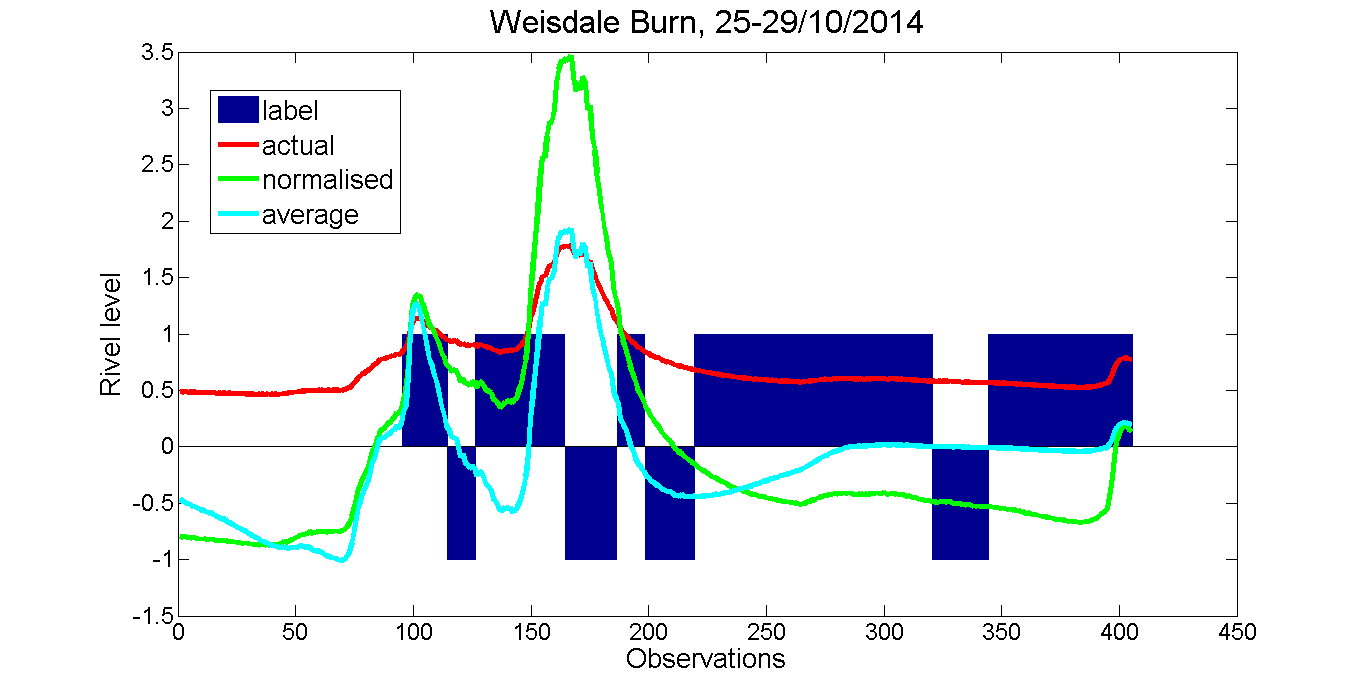 Weisdale Burn, 25-29/10/2014
3.5
3
2.5
2
1.5
1
0.5
0
-0.5
-1
-1.5
label
actual
normalised
average
Rivel level
0 50 100 150 200 250 300 350 400 450
Observations